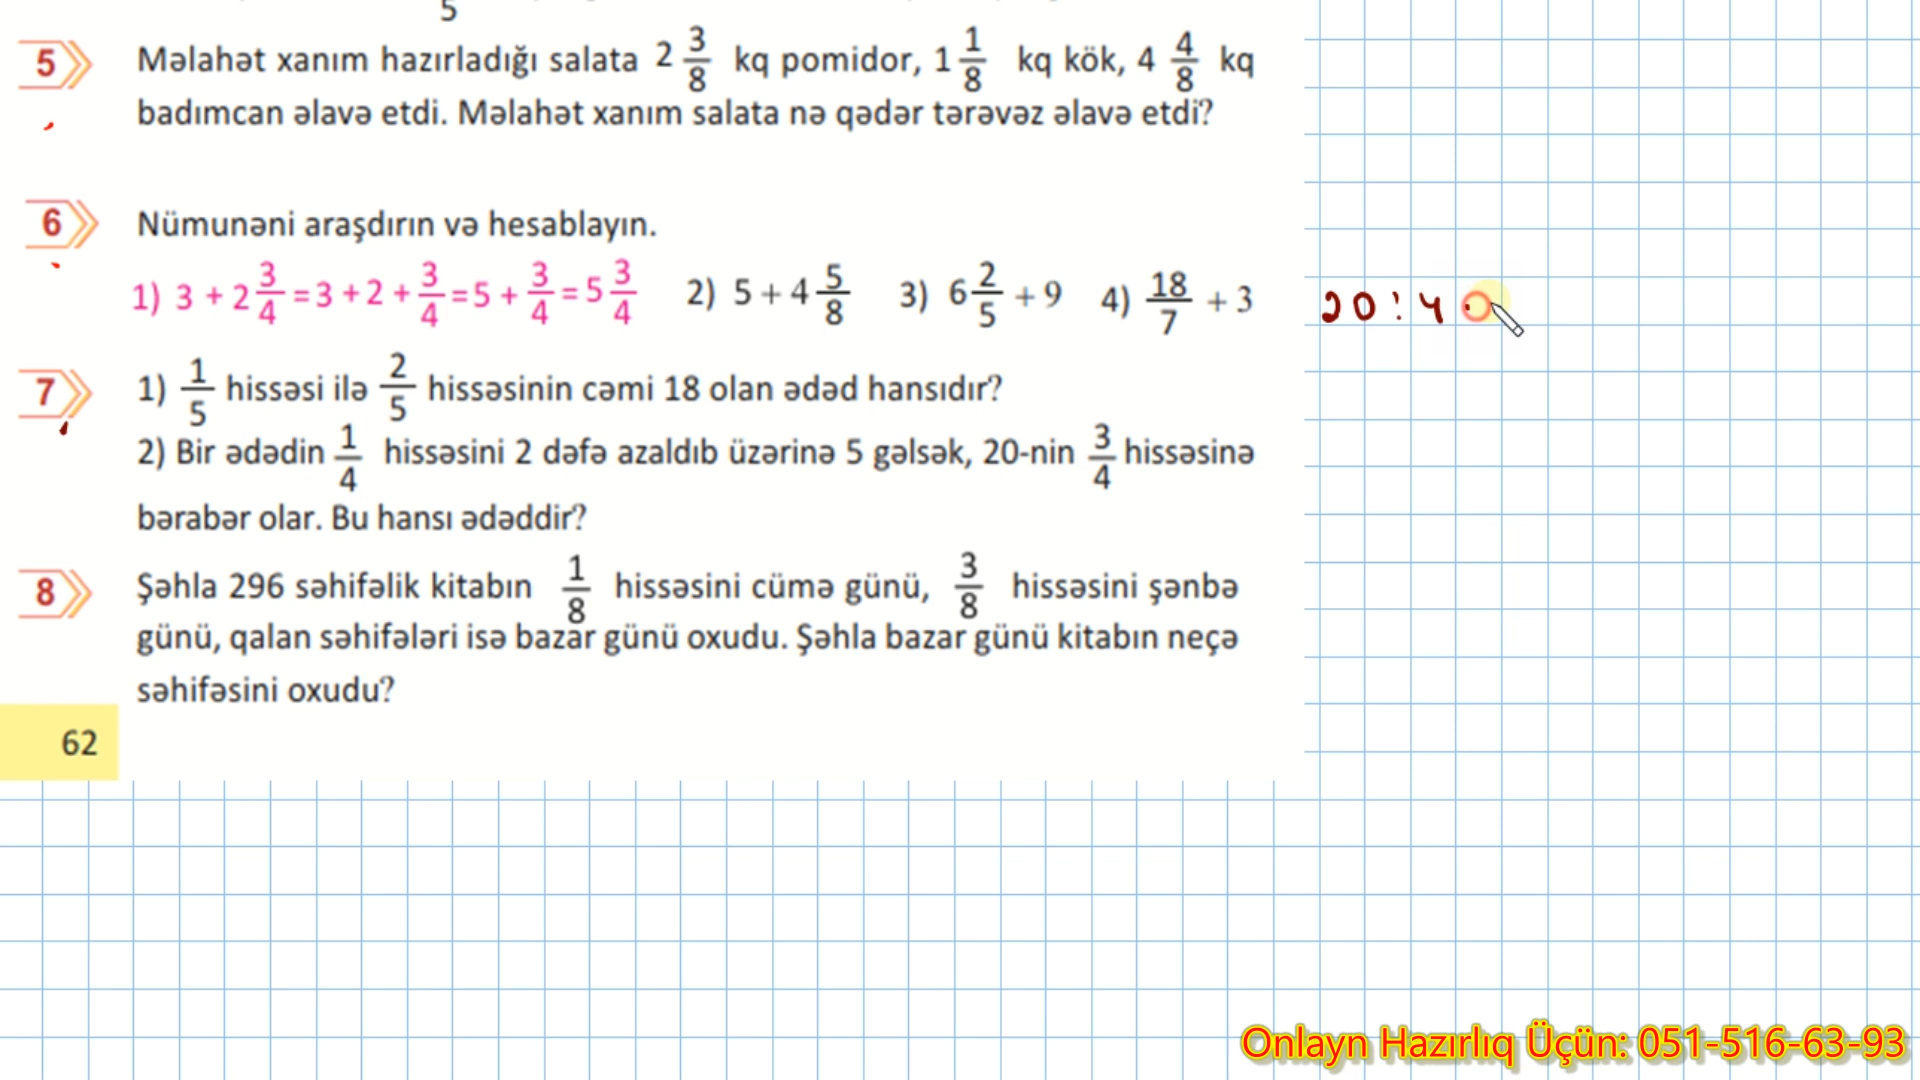 5
5 Məlahət xanım hazırladığı salata 2 3/8 kq pomidor, 1 1/8 kq kök, 4 4/8 kq
badımcan əlavə etdi. Məlahət xanım salata nə qədər tərəvəz əlavə etdi?
6 Nümunəni araşdırın və hesablayın.
1) 3 + 2 3/4 = 3 + 2 + 3/4 = 5 + 3/4 = 5 3/4 2) 5 + 4 5/8 3) 6 2/5 + 9 4) 18/7 + 3
20 : 4 ·
7 1) 1/5 hissəsi ilə 2/5 hissəsinin cəmi 18 olan ədəd hansıdır?
2) Bir ədədin 1/4 hissəsini 2 dəfə azaldıb üzərinə 5 gəlsək, 20-nin 3/4 hissəsinə
bərabər olar. Bu hansı ədəddir?
8 Şəhla 296 səhifəlik kitabın 1/8 hissəsini cümə günü, 3/8 hissəsini şənbə
günü, qalan səhifələri isə bazar günü oxudu. Şəhla bazar günü kitabın neçə
səhifəsini oxudu?
62
Onlayn Hazırlıq Üçün: 051-516-63-93